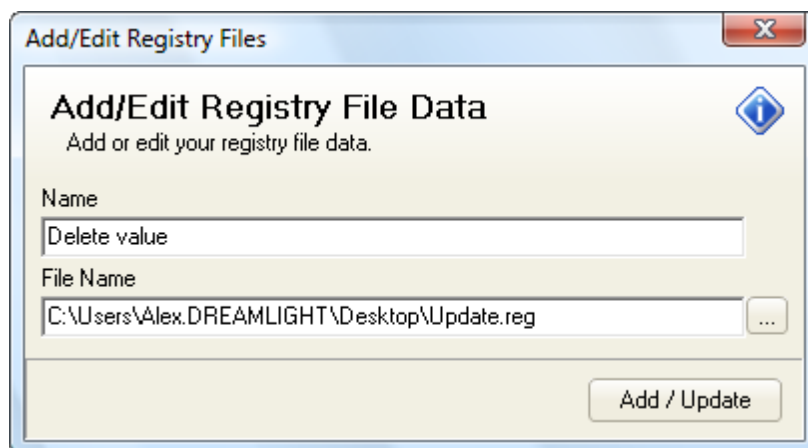 Add/Edit Registry Files
Add/Edit Registry File Data
Add or edit your registry file data.
Name
Delete value
File Name
C:\Users\Alex.DREAMLIGHT\Desktop\Update.reg
...
Add / Update